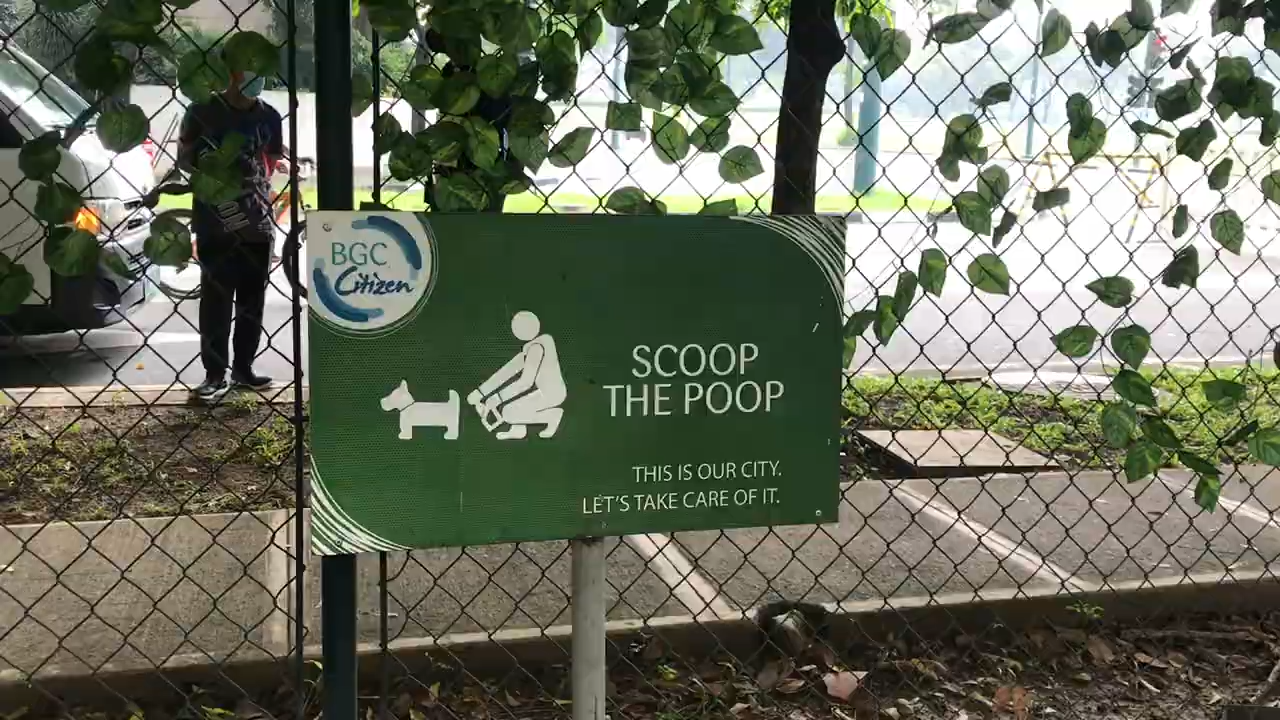 BGC
Citizen
SCOOP
THE POOP
THIS IS OUR CITY.
LET'S TAKE CARE OF IT.